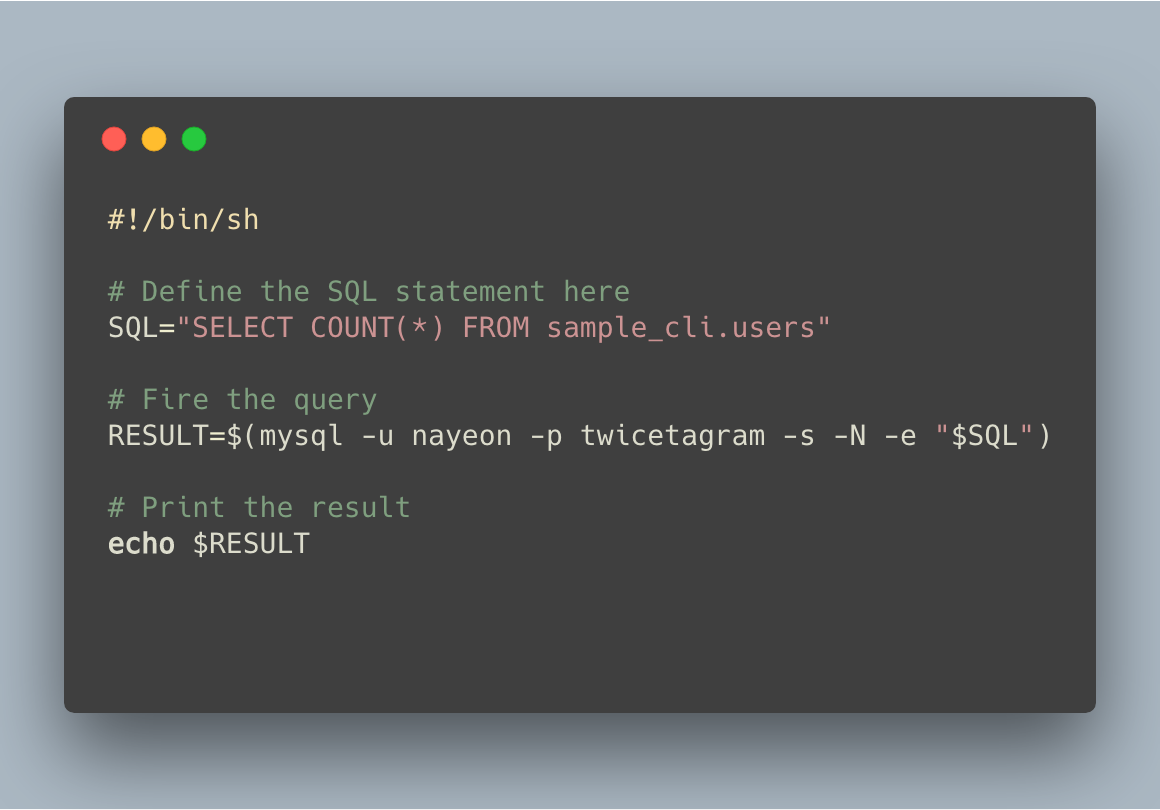 #!/bin/sh
# Define the SQL statement here
SQL="SELECT COUNT(*) FROM sample_cli.users"
# Fire the query
RESULT=$(mysql -u nayeon -p twicetagram -s -N -e "$SQL")
# Print the result
echo $RESULT